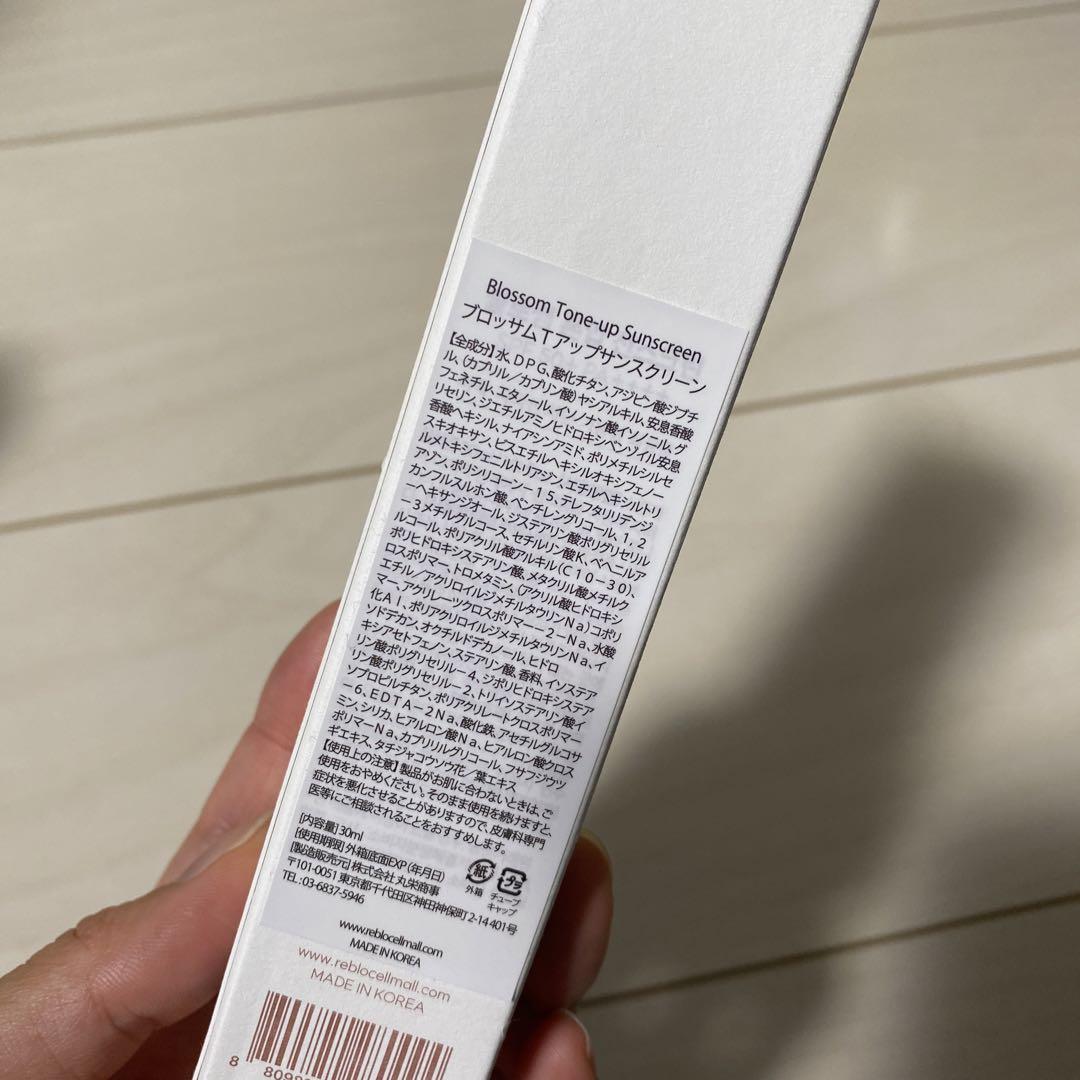 Blossom Tone-up Sunscreen
ブロッサムTアップサンスクリーン
【全成分】水、DPG、酸化チタン、アジピン酸ジブチ
ル、(カプリル/カプリン酸)ヤシアルキル、安息香酸
フェネチル、エタノール、イソノナン酸イソノニル、グ
リセリン、ジエチルアミノヒドロキシベンゾイル安息
香酸ヘキシル、ナイアシンアミド、ポリメチルシルセ
スキオキサン、ビスエチルヘキシルオキシフェノー
ルメトキシフェニルトリアジン、エチルヘキシルトリ
アゾン、ポリシリコーン-15、テレフタリリデンジ
カンフルスルホン酸、ペンチレングリコール、1,2
-ヘキサンジオール、ジステアリン酸ポリグリセリル
-3メチルグルコース、セチルリン酸K、ベヘニルア
ルコール、ポリアクリル酸アルキル(C10-30)、
ポリヒドロキシステアリン酸、メタクリル酸メチルク
ロスポリマー、トロメタミン、(アクリル酸ヒドロキシ
エチル/アクリロイルジメチルタウリンNa)コポリ
マー、アクリレーツクロスポリマー-2-Na、水酸
化Al、ポリアクリロイルジメチルタウリンNa、イ
ソドデカン、オクチルドデカノール、ヒドロ
キシアセトフェノン、ステアリン酸、香料、イソステア
リン酸ポリグリセリル-4、ジポリヒドロキシステア
リン酸ポリグリセリル-2、トリイソステアリン酸イ
ソプロピルチタン、ポリアクリレートクロスポリマー
-6、EDTA-2Na、酸化鉄、アセチルグルコサ
ミン、シリカ、ヒアルロン酸Na、ヒアルロン酸クロス
ポリマーNa、カプリリルグリコール、フサフジウツ
ギエキス、タチジャコウソウ花/葉エキス
【使用上の注意】製品がお肌に合わないときは、ご
使用をおやめください。そのまま使用を続けますと、
症状を悪化させることがありますので、皮膚科専門
医等にご相談されることをおすすめします。
[内容量]30ml
[使用期限]外箱底面EXP(年月日)
[製造販売元]株式会社 丸栄商事
〒101-0051 東京都千代田区神田神保町2-14 401号
TEL : 03-6837-5946
紙
外箱
プラ
チューブ
キャップ
www.reblocellmall.com
MADE IN KOREA
www.reblocellmall.com
MADE IN KOREA
8